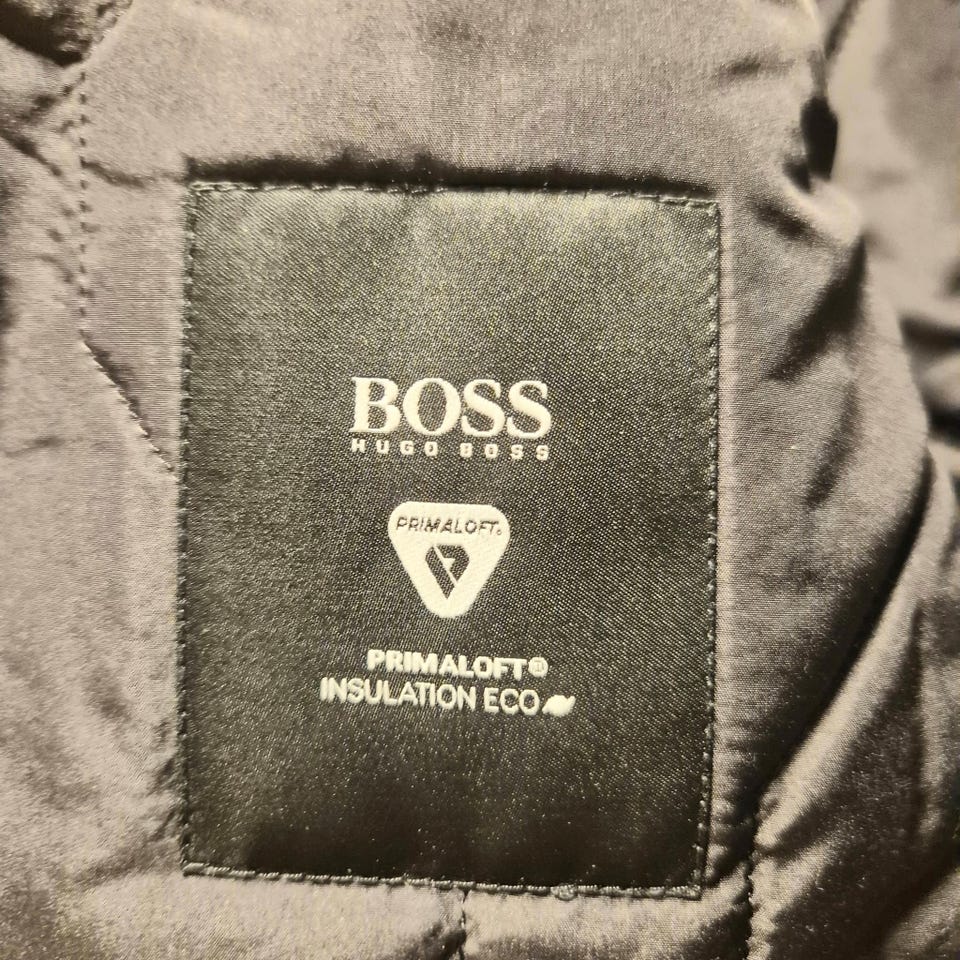 BOSS
HUGO BOSS
PRIMALOFT®
PRIMALOFT®
INSULATION ECO